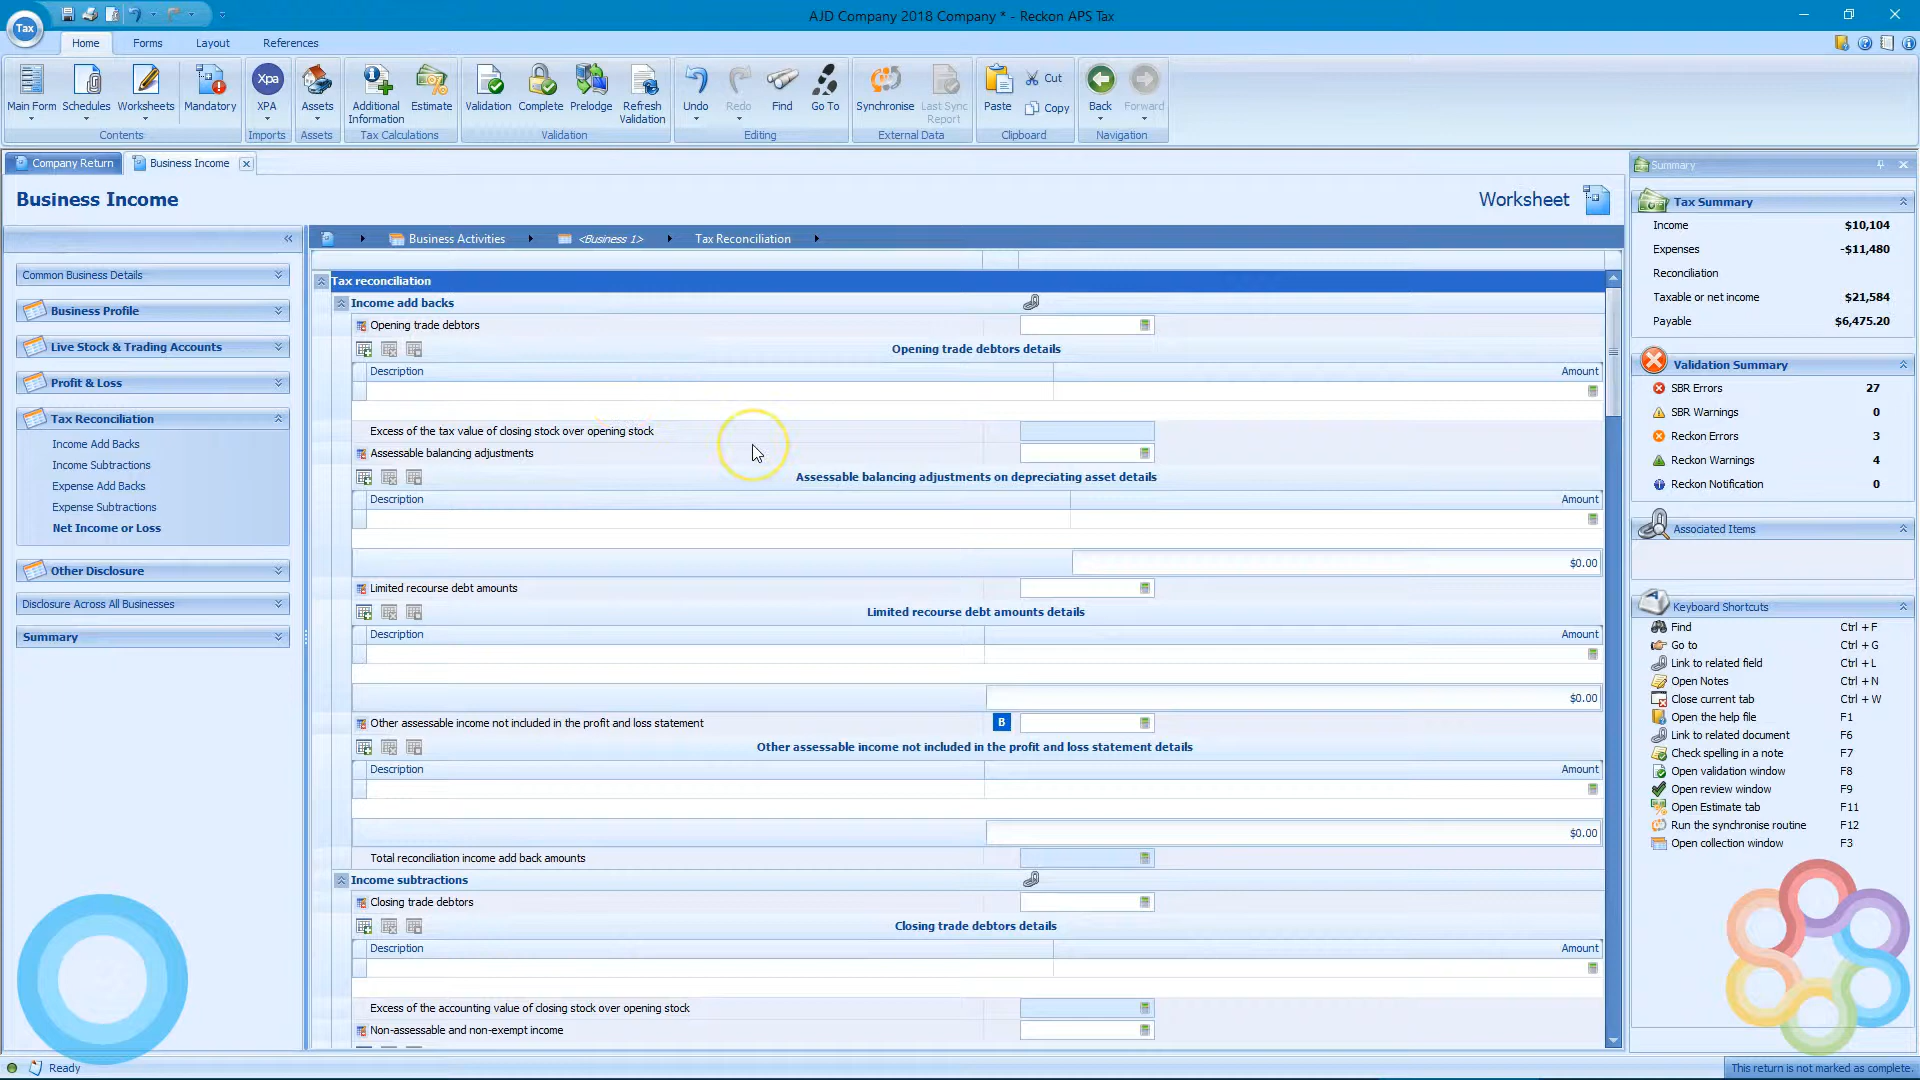 AJD Company 2018 Company * - Reckon APS Tax
Tax
Home Forms Layout References
Main Form Schedules Worksheets Mandatory
Contents
Xpa
XPA
Imports
Assets
Assets
Additional Information Estimate
Tax Calculations
Validation Complete Prelodge Refresh Validation
Validation
Undo Redo Find Go To
Editing
Synchronise Last Sync Report
External Data
Paste Cut Copy
Clipboard
Back Forward
Navigation
Company Return Business Income
Business Income
Worksheet
Common Business Details
Business Profile
Live Stock & Trading Accounts
Profit & Loss
Tax Reconciliation
Income Add Backs
Income Subtractions
Expense Add Backs
Expense Subtractions
Net Income or Loss
Other Disclosure
Disclosure Across All Businesses
Summary
Business Activities <Business 1> Tax Reconciliation
Tax reconciliation
Income add backs
Opening trade debtors
Opening trade debtors details
Description Amount
Excess of the tax value of closing stock over opening stock
Assessable balancing adjustments
Assessable balancing adjustments on depreciating asset details
Description Amount
$0.00
Limited recourse debt amounts
Limited recourse debt amounts details
Description Amount
$0.00
Other assessable income not included in the profit and loss statement B
Other assessable income not included in the profit and loss statement details
Description Amount
$0.00
Total reconciliation income add back amounts
Income subtractions
Closing trade debtors
Closing trade debtors details
Description Amount
Excess of the accounting value of closing stock over opening stock
Non-assessable and non-exempt income
Summary
Tax Summary
Income $10,104
Expenses -$11,480
Reconciliation
Taxable or net income $21,584
Payable $6,475.20
Validation Summary
SBR Errors 27
SBR Warnings 0
Reckon Errors 3
Reckon Warnings 4
Reckon Notification 0
Associated Items
Keyboard Shortcuts
Find Ctrl + F
Go to Ctrl + G
Link to related field Ctrl + L
Open Notes Ctrl + N
Close current tab Ctrl + W
Open the help file F1
Link to related document F6
Check spelling in a note F7
Open validation window F8
Open review window F9
Open Estimate tab F11
Run the synchronise routine F12
Open collection window F3
Ready
This return is not marked as complete.